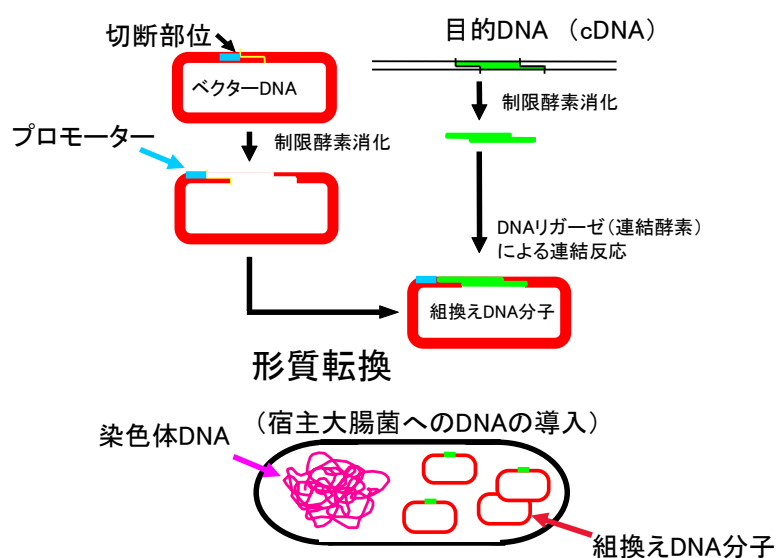 切断部位
目的DNA （cDNA）
ベクターDNA
制限酵素消化
プロモーター
制限酵素消化
DNAリガーゼ（連結酵素）
による連結反応
組換えDNA分子
形質転換
（宿主大腸菌へのDNAの導入）
染色体DNA
組換えDNA分子